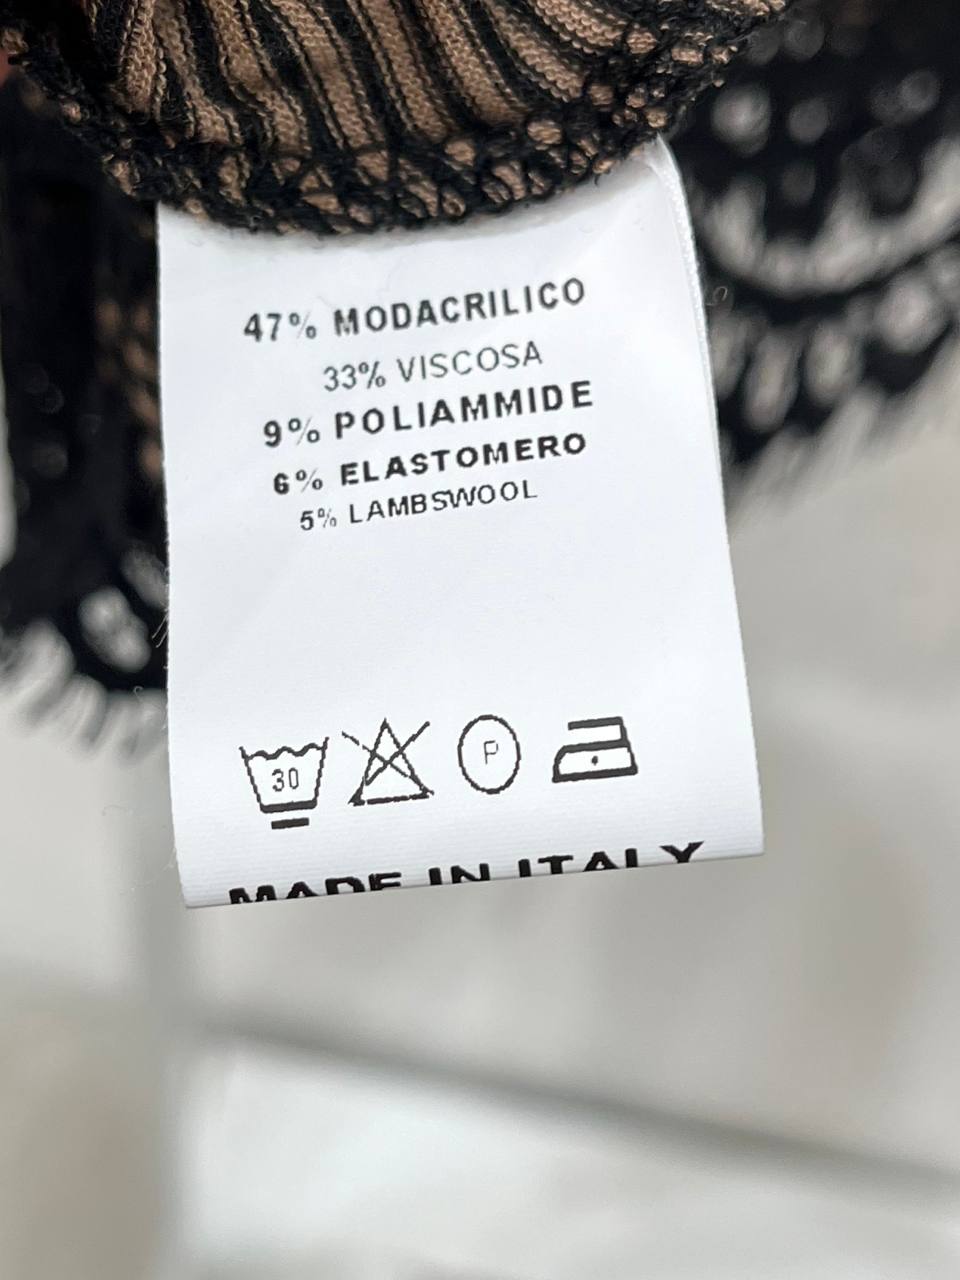 47% MODACRILICO
33% VISCOSA
9% POLIAMMIDE
6% ELASTOMERO
5% LAMBSWOOL
30
P
MADE IN ITALY